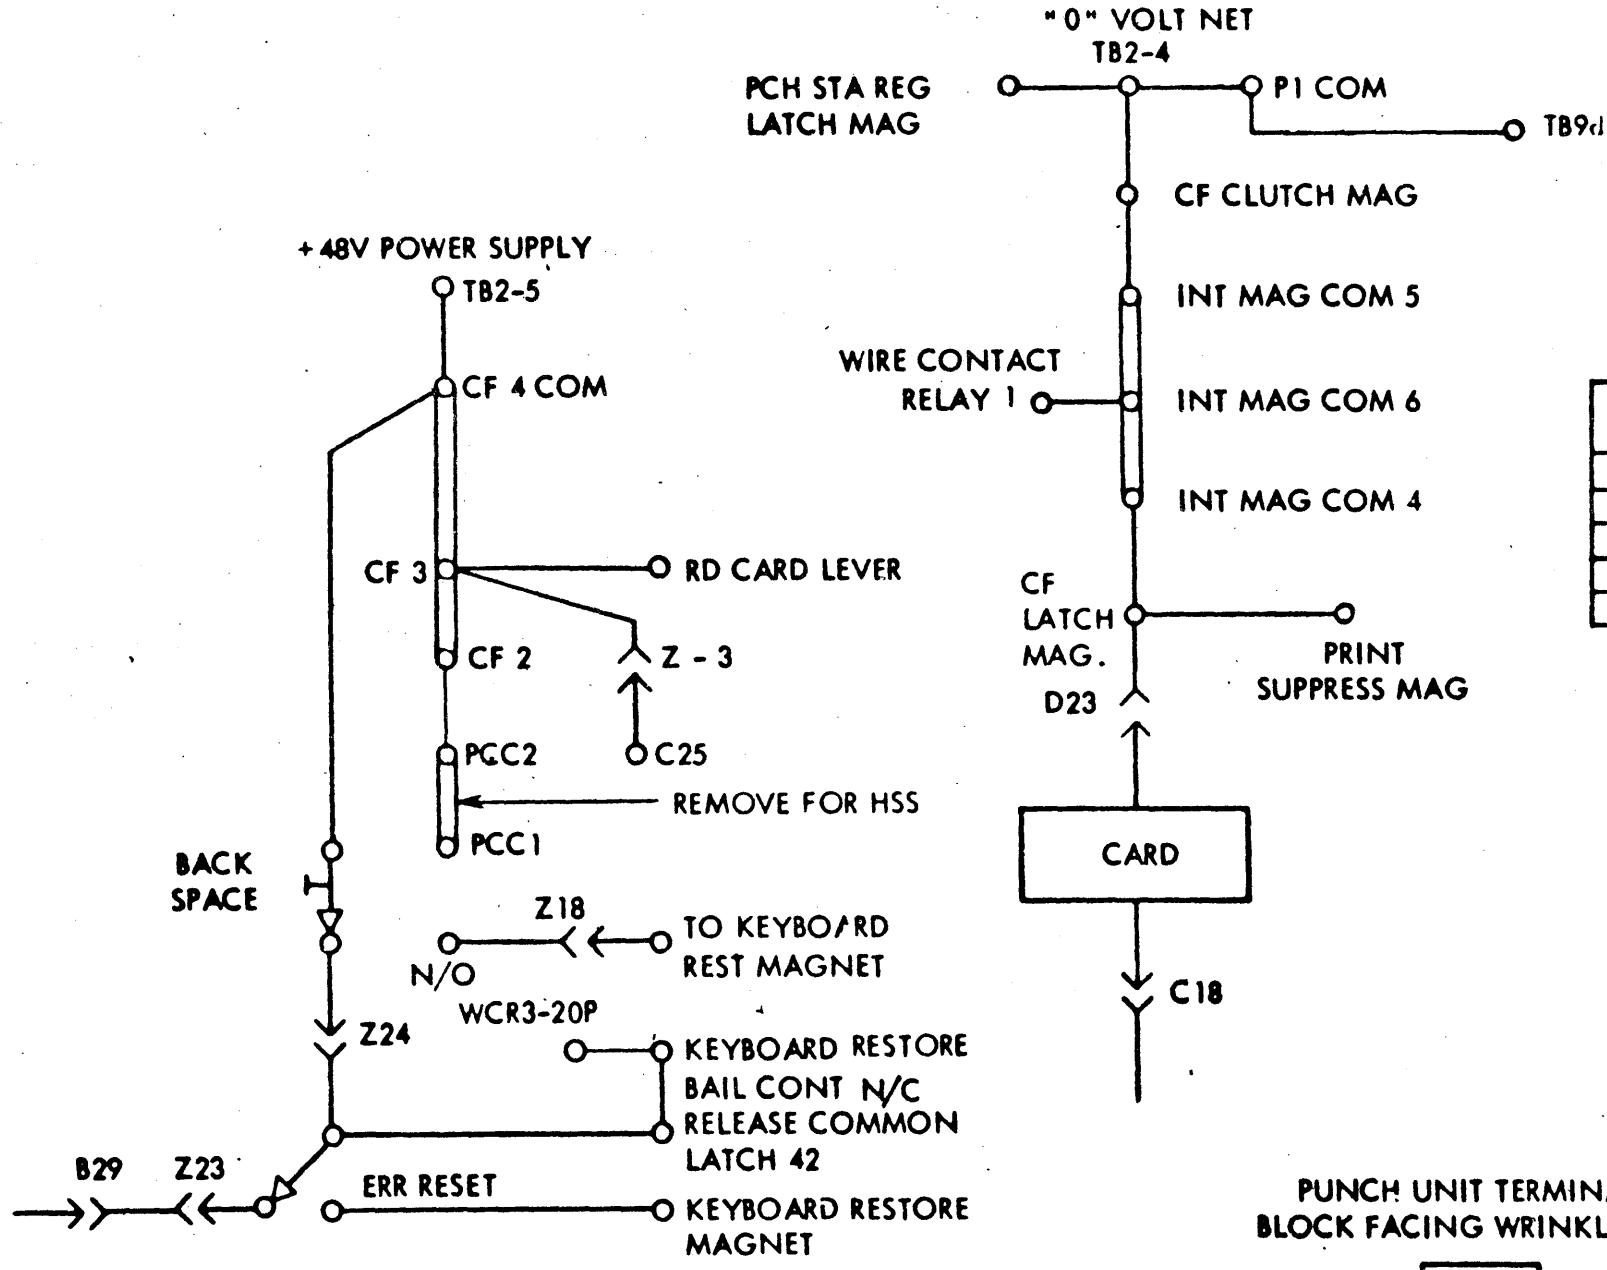 "0" VOLT NET
TB2-4
PCH STA REG
LATCH MAG
P1 COM
CF CLUTCH MAG
+48V POWER SUPPLY
TB2-5
INT MAG COM 5
WIRE CONTACT
RELAY 1
CF 4 COM
INT MAG COM 6
INT MAG COM 4
CF 3
RD CARD LEVER
CF
LATCH
MAG.
CF 2
Z - 3
PRINT
SUPPRESS MAG
D23
PCC2
C25
REMOVE FOR HSS
PCC1
CARD
BACK
SPACE
Z18
TO KEYBOARD
REST MAGNET
N/O
C18
WCR3-20P
Z24
KEYBOARD RESTORE
BAIL CONT N/C
RELEASE COMMON
LATCH 42
B29
Z23
ERR RESET
KEYBOARD RESTORE
MAGNET
PUNCH UNIT
BLOCK FACING